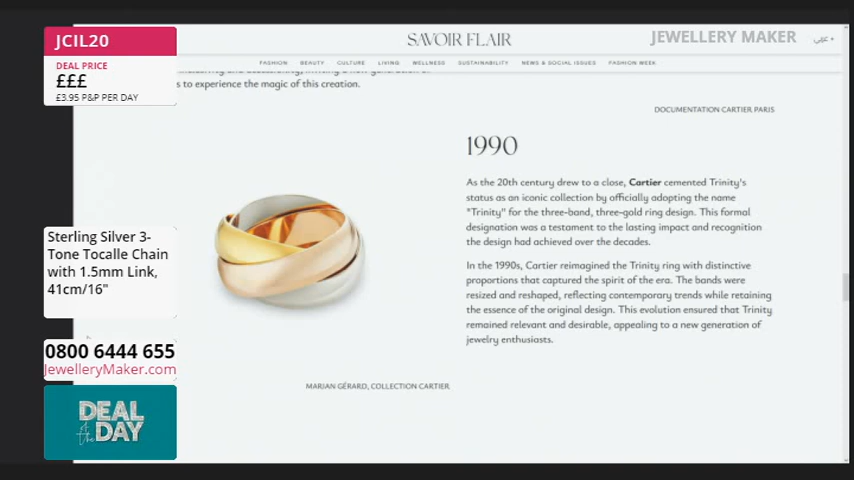 JCIL20
DEAL PRICE
£££
£3.95 P&P PER DAY
Sterling Silver 3-
Tone Tocalle Chain
with 1.5mm Link,
41cm/16"
0800 6444 655
JewelleryMaker.com
DEAL
of the
DAY
SAVOIR FLAIR
JEWELLERY MAKER
عربي
FASHION BEAUTY CULTURE LIVING WELLNESS SUSTAINABILITY NEWS & SOCIAL ISSUES FASHION WEEK
s to experience the magic of this creation.
DOCUMENTATION CARTIER PARIS
1990
As the 20th century drew to a close, Cartier cemented Trinity's
status as an iconic collection by officially adopting the name
"Trinity" for the three-band, three-gold ring design. This formal
designation was a testament to the lasting impact and recognition
the design had achieved over the decades.
In the 1990s, Cartier reimagined the Trinity ring with distinctive
proportions that captured the spirit of the era. The bands were
resized and reshaped, reflecting contemporary trends while retaining
the essence of the original design. This evolution ensured that Trinity
remained relevant and desirable, appealing to a new generation of
jewelry enthusiasts.
MARIAN GÉRARD, COLLECTION CARTIER